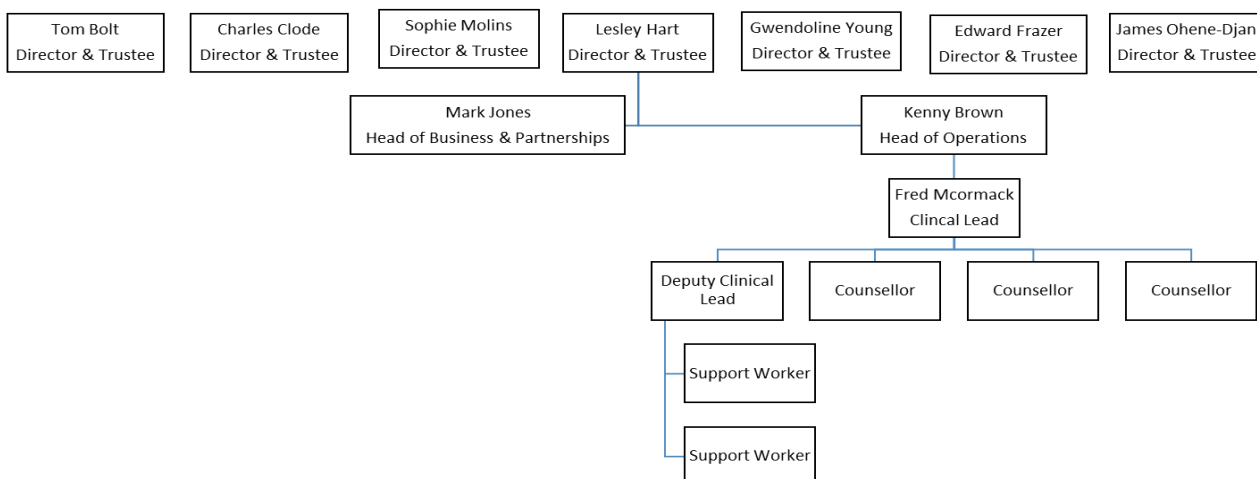 Tom Bolt
Director & Trustee
Charles Clode
Director & Trustee
Sophie Molins
Director & Trustee
Lesley Hart
Director & Trustee
Gwendoline Young
Director & Trustee
Edward Frazer
Director & Trustee
James Ohene-Djan
Director & Trustee
Mark Jones
Head of Business & Partnerships
Kenny Brown
Head of Operations
Fred Mcormack
Clincal Lead
Deputy Clinical
Lead
Counsellor
Counsellor
Counsellor
Support Worker
Support Worker